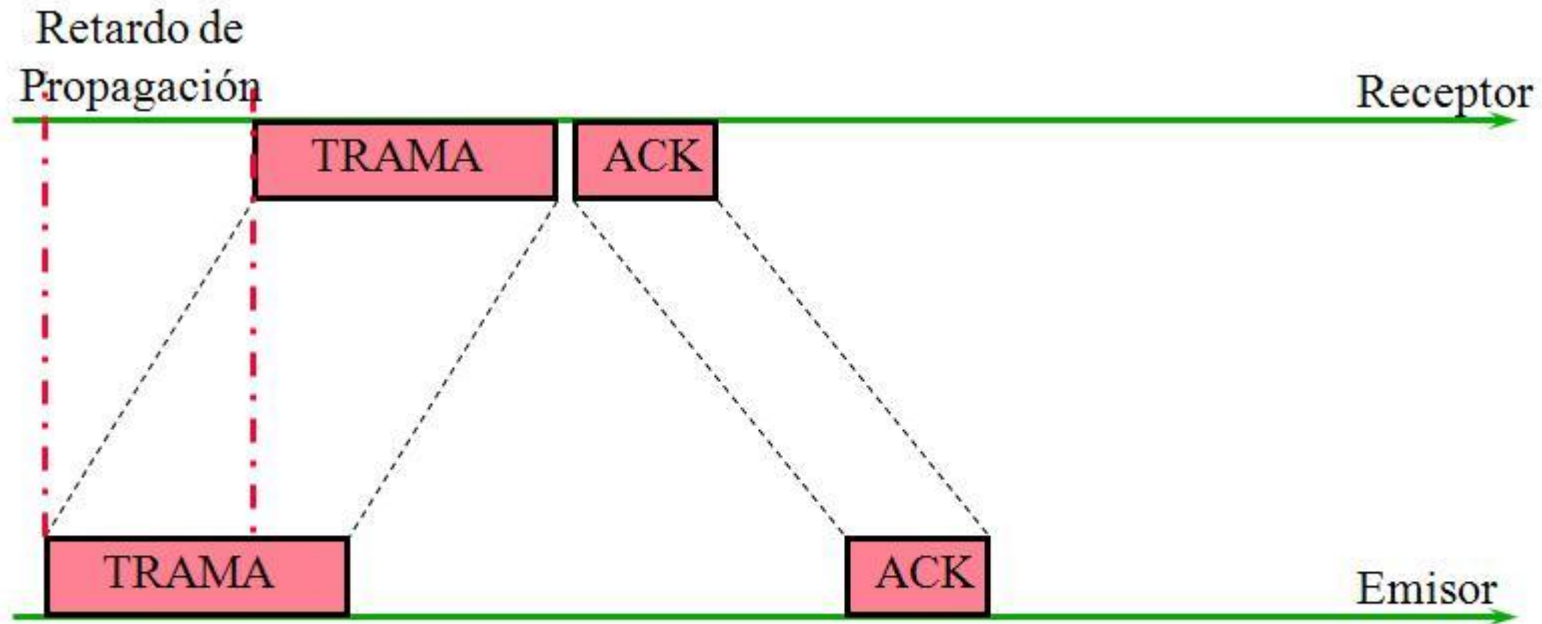 Retardo de
Propagación
Receptor
TRAMA
ACK
TRAMA
ACK
Emisor